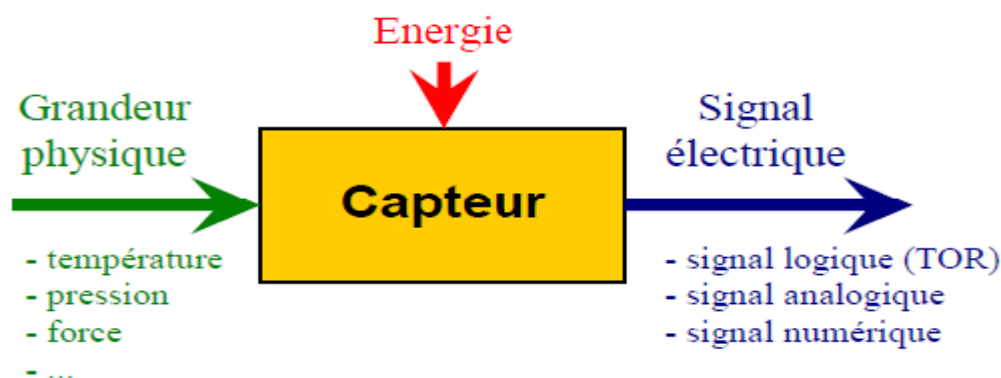 Energie
Grandeur
physique
- température
- pression
- force
- ...
Capteur
Signal
électrique
- signal logique (TOR)
- signal analogique
- signal numérique